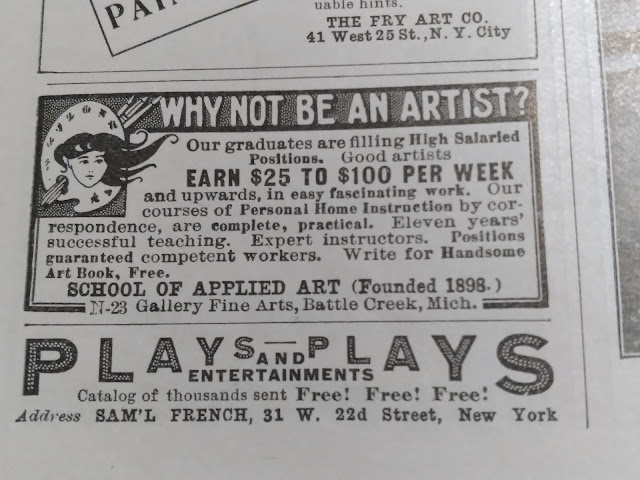 PAI
uable hints.
THE FRY ART CO.
41 West 25 St., N. Y. City
WHY NOT BE AN ARTIST?
Our graduates are filling High Salaried
Positions. Good artists
EARN $25 TO $100 PER WEEK
and upwards, in easy fascinating work. Our
courses of Personal Home Instruction by cor-
respondence, are complete, practical. Eleven years'
successful teaching. Expert instructors. Positions
guaranteed competent workers. Write for Handsome
Art Book, Free.
SCHOOL OF APPLIED ART (Founded 1898.)
N-23 Gallery Fine Arts, Battle Creek, Mich.
PLAYS AND PLAYS
ENTERTAINMENTS
Catalog of thousands sent Free! Free! Free!
Address SAM'L FRENCH, 31 W. 22d Street, New York